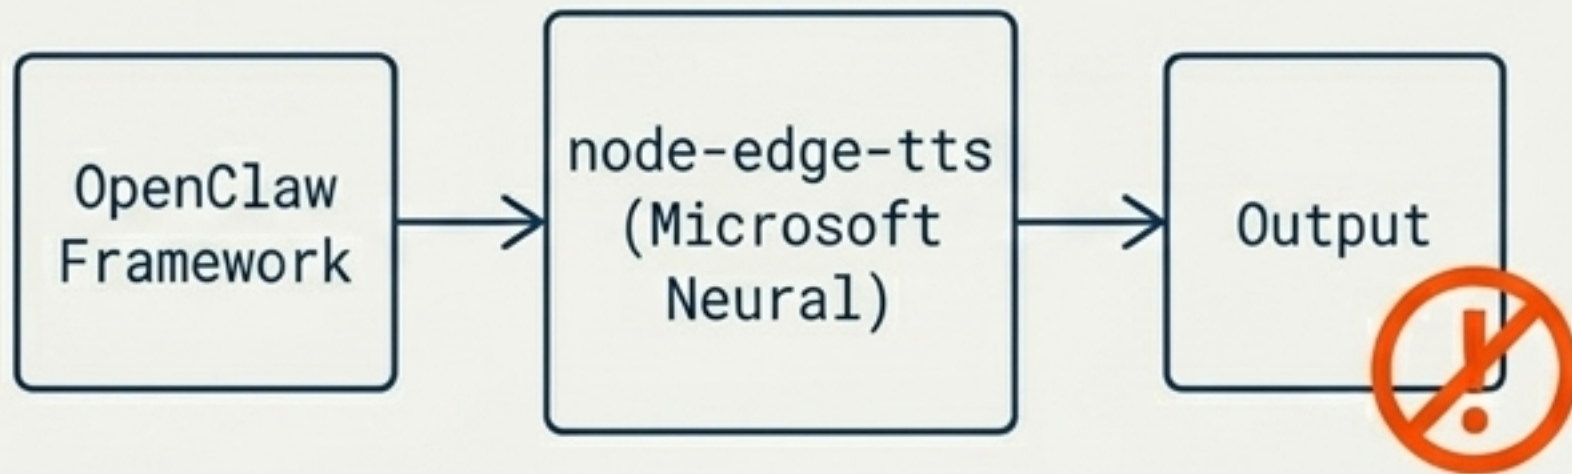 OpenClaw
Framework
node-edge-tts
(Microsoft
Neural)
Output
!